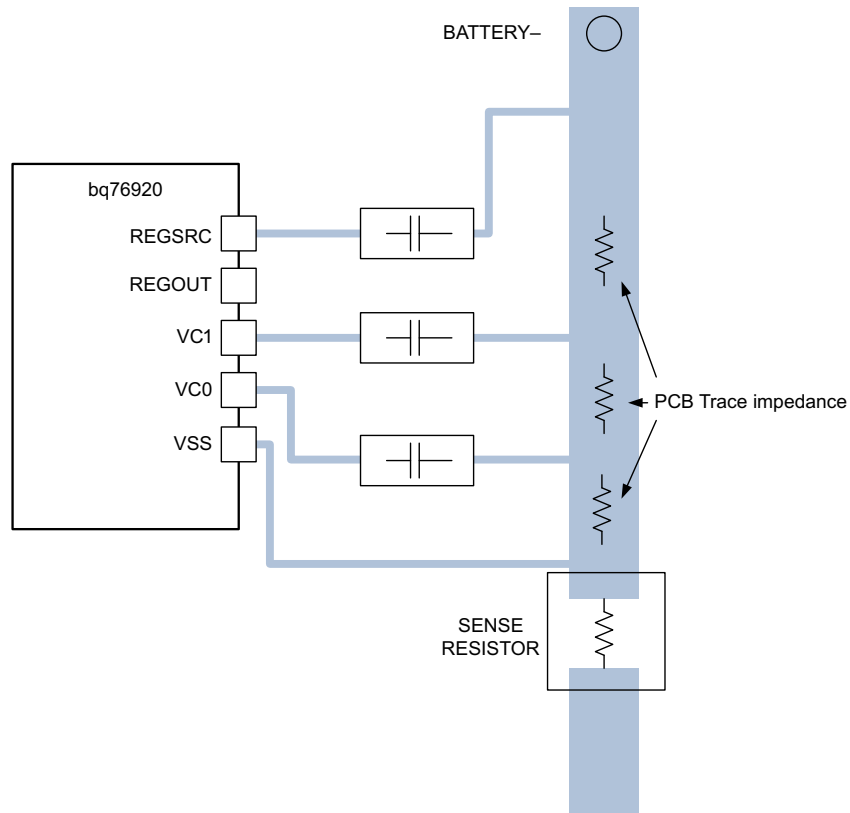 BATTERY–
bq76920
REGSRC
REGOUT
VC1
VC0
VSS
PCB Trace impedance
SENSE
RESISTOR